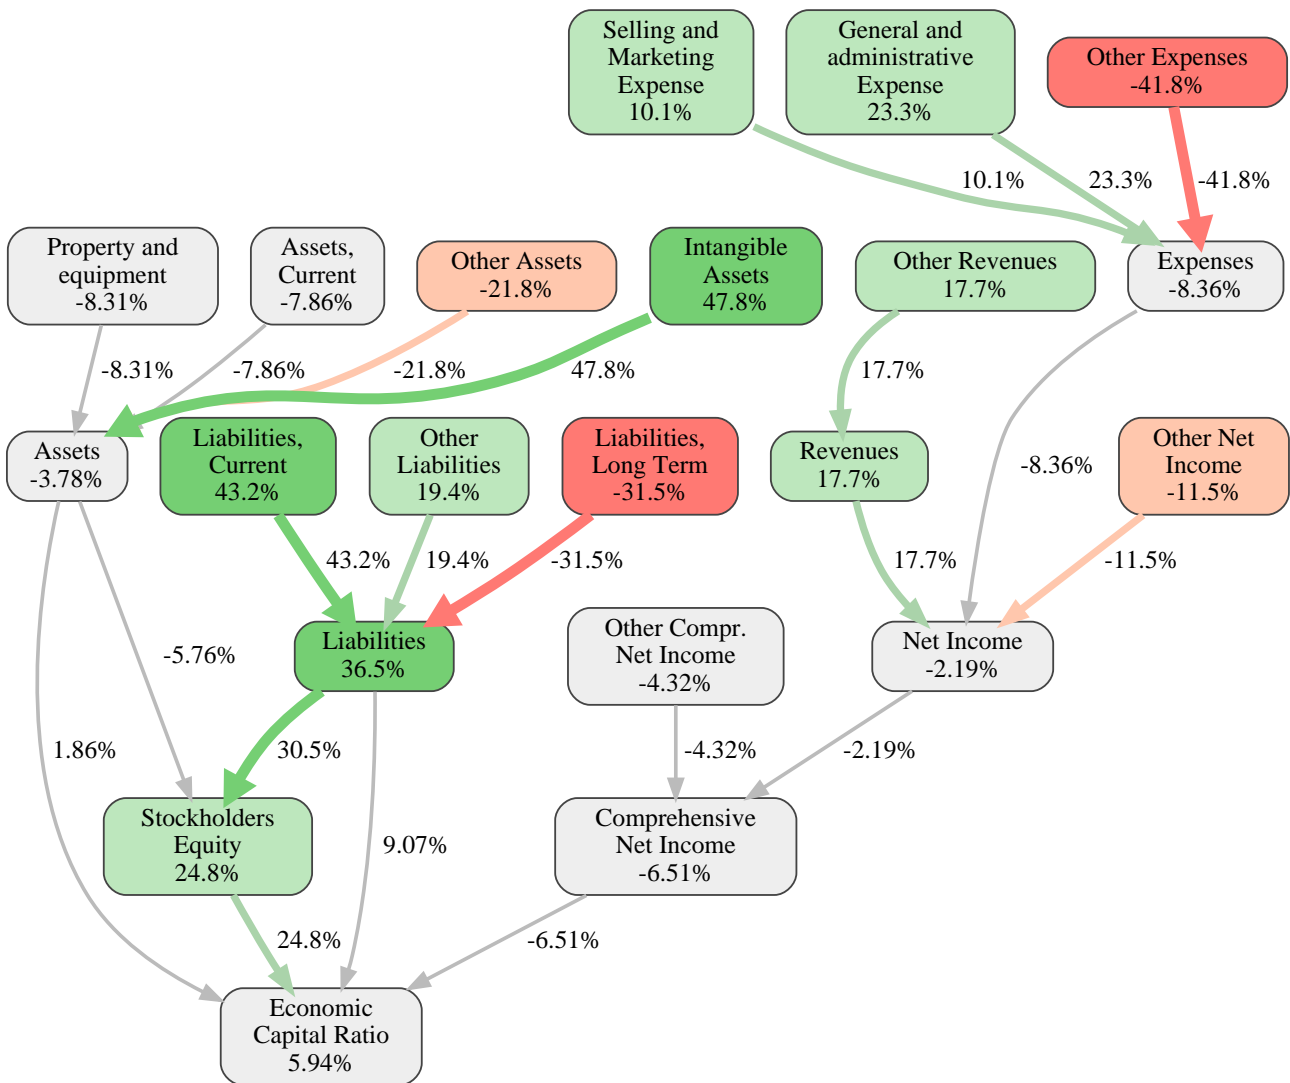 Selling and
Marketing
Expense
10.1%
General and
administrative
Expense
23.3%
Other Expenses
-41.8%
10.1%
23.3%
-41.8%
Property and
equipment
-8.31%
Assets,
Current
-7.86%
Other Assets
-21.8%
Intangible
Assets
47.8%
Other Revenues
17.7%
Expenses
-8.36%
-8.31%
-7.86%
-21.8%
47.8%
17.7%
Assets
-3.78%
Liabilities,
Current
43.2%
Other
Liabilities
19.4%
Liabilities,
Long Term
-31.5%
Revenues
17.7%
-8.36%
Other Net
Income
-11.5%
43.2%
19.4%
-31.5%
17.7%
-11.5%
-5.76%
Liabilities
36.5%
Other Compr.
Net Income
-4.32%
Net Income
-2.19%
1.86%
30.5%
-4.32%
-2.19%
Stockholders
Equity
24.8%
9.07%
Comprehensive
Net Income
-6.51%
24.8%
-6.51%
Economic
Capital Ratio
5.94%